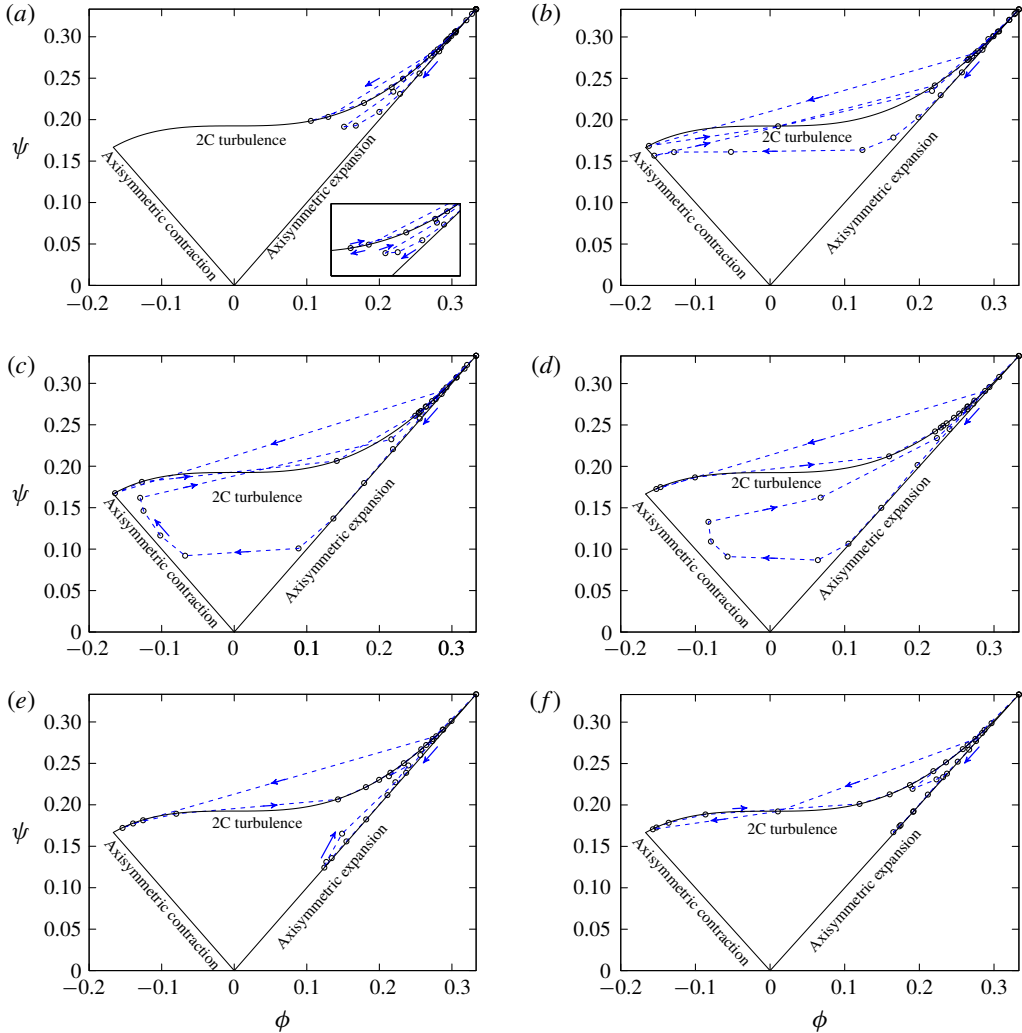 (a)
0.30
0.25
0.20
ψ
0.15
0.10
0.05
0
2C turbulence
Axisymmetric contraction
Axisymmetric expansion
−0.2 −0.1 0 0.1 0.2 0.3
(b)
0.30
0.25
0.20
0.15
0.10
0.05
0
2C turbulence
Axisymmetric contraction
Axisymmetric expansion
−0.2 −0.1 0 0.1 0.2 0.3
(c)
0.30
0.25
0.20
ψ
0.15
0.10
0.05
0
2C turbulence
Axisymmetric contraction
Axisymmetric expansion
−0.2 −0.1 0 0.1 0.2 0.3
(d)
0.30
0.25
0.20
0.15
0.10
0.05
0
2C turbulence
Axisymmetric contraction
Axisymmetric expansion
−0.2 −0.1 0 0.1 0.2 0.3
(e)
0.30
0.25
0.20
ψ
0.15
0.10
0.05
0
2C turbulence
Axisymmetric contraction
Axisymmetric expansion
−0.2 −0.1 0 0.1 0.2 0.3
ϕ
(f)
0.30
0.25
0.20
0.15
0.10
0.05
0
2C turbulence
Axisymmetric contraction
Axisymmetric expansion
−0.2 −0.1 0 0.1 0.2 0.3
ϕ